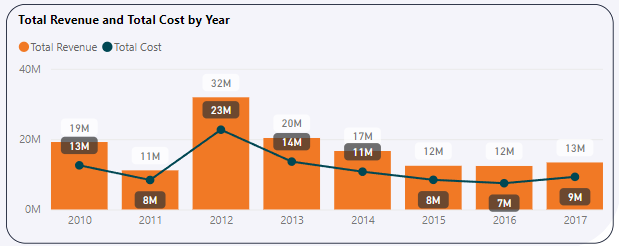 Total Revenue and Total Cost by Year
Total Revenue Total Cost
40M
32M
23M
20M
20M
19M
17M
14M
13M
13M
12M
12M
11M
11M
9M
8M
8M
7M
0M
2010 2011 2012 2013 2014 2015 2016 2017